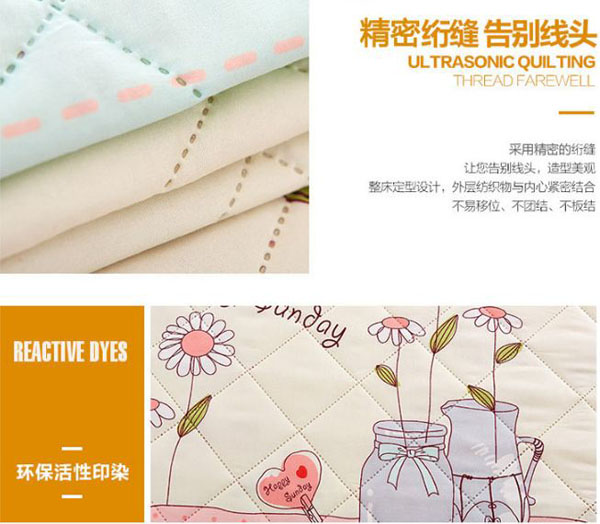 精密绗缝 告别线头
ULTRASONIC QUILTING
THREAD FAREWELL
采用精密的绗缝
让您告别线头，造型美观
整床定型设计，外层纺织物与内心紧密结合
不易移位、不团结、不板结
REACTIVE DYES
环保活性印染
Sunday
Happy
Sunday